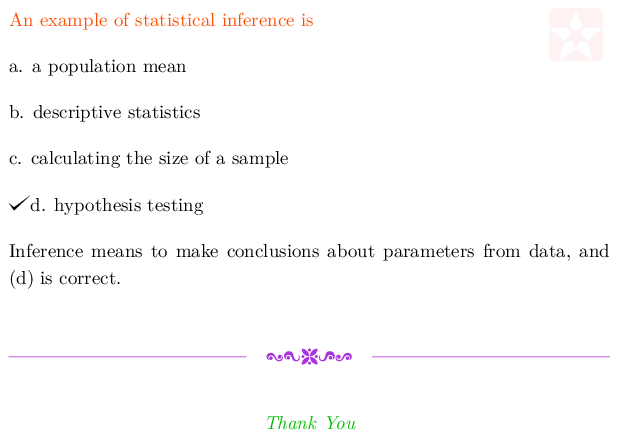 An example of statistical inference is
a. a population mean
b. descriptive statistics
c. calculating the size of a sample
d. hypothesis testing
Inference means to make conclusions about parameters from data, and
(d) is correct.
Thank You